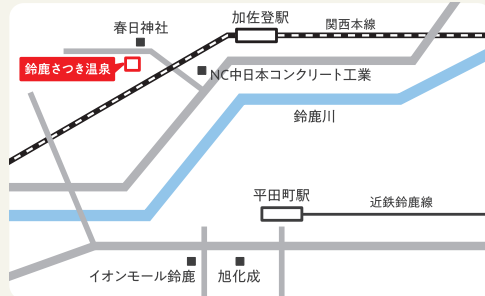 春日神社
加佐登駅
関西本線
鈴鹿さつき温泉
NC中日本コンクリート工業
鈴鹿川
平田町駅
近鉄鈴鹿線
イオンモール鈴鹿
旭化成